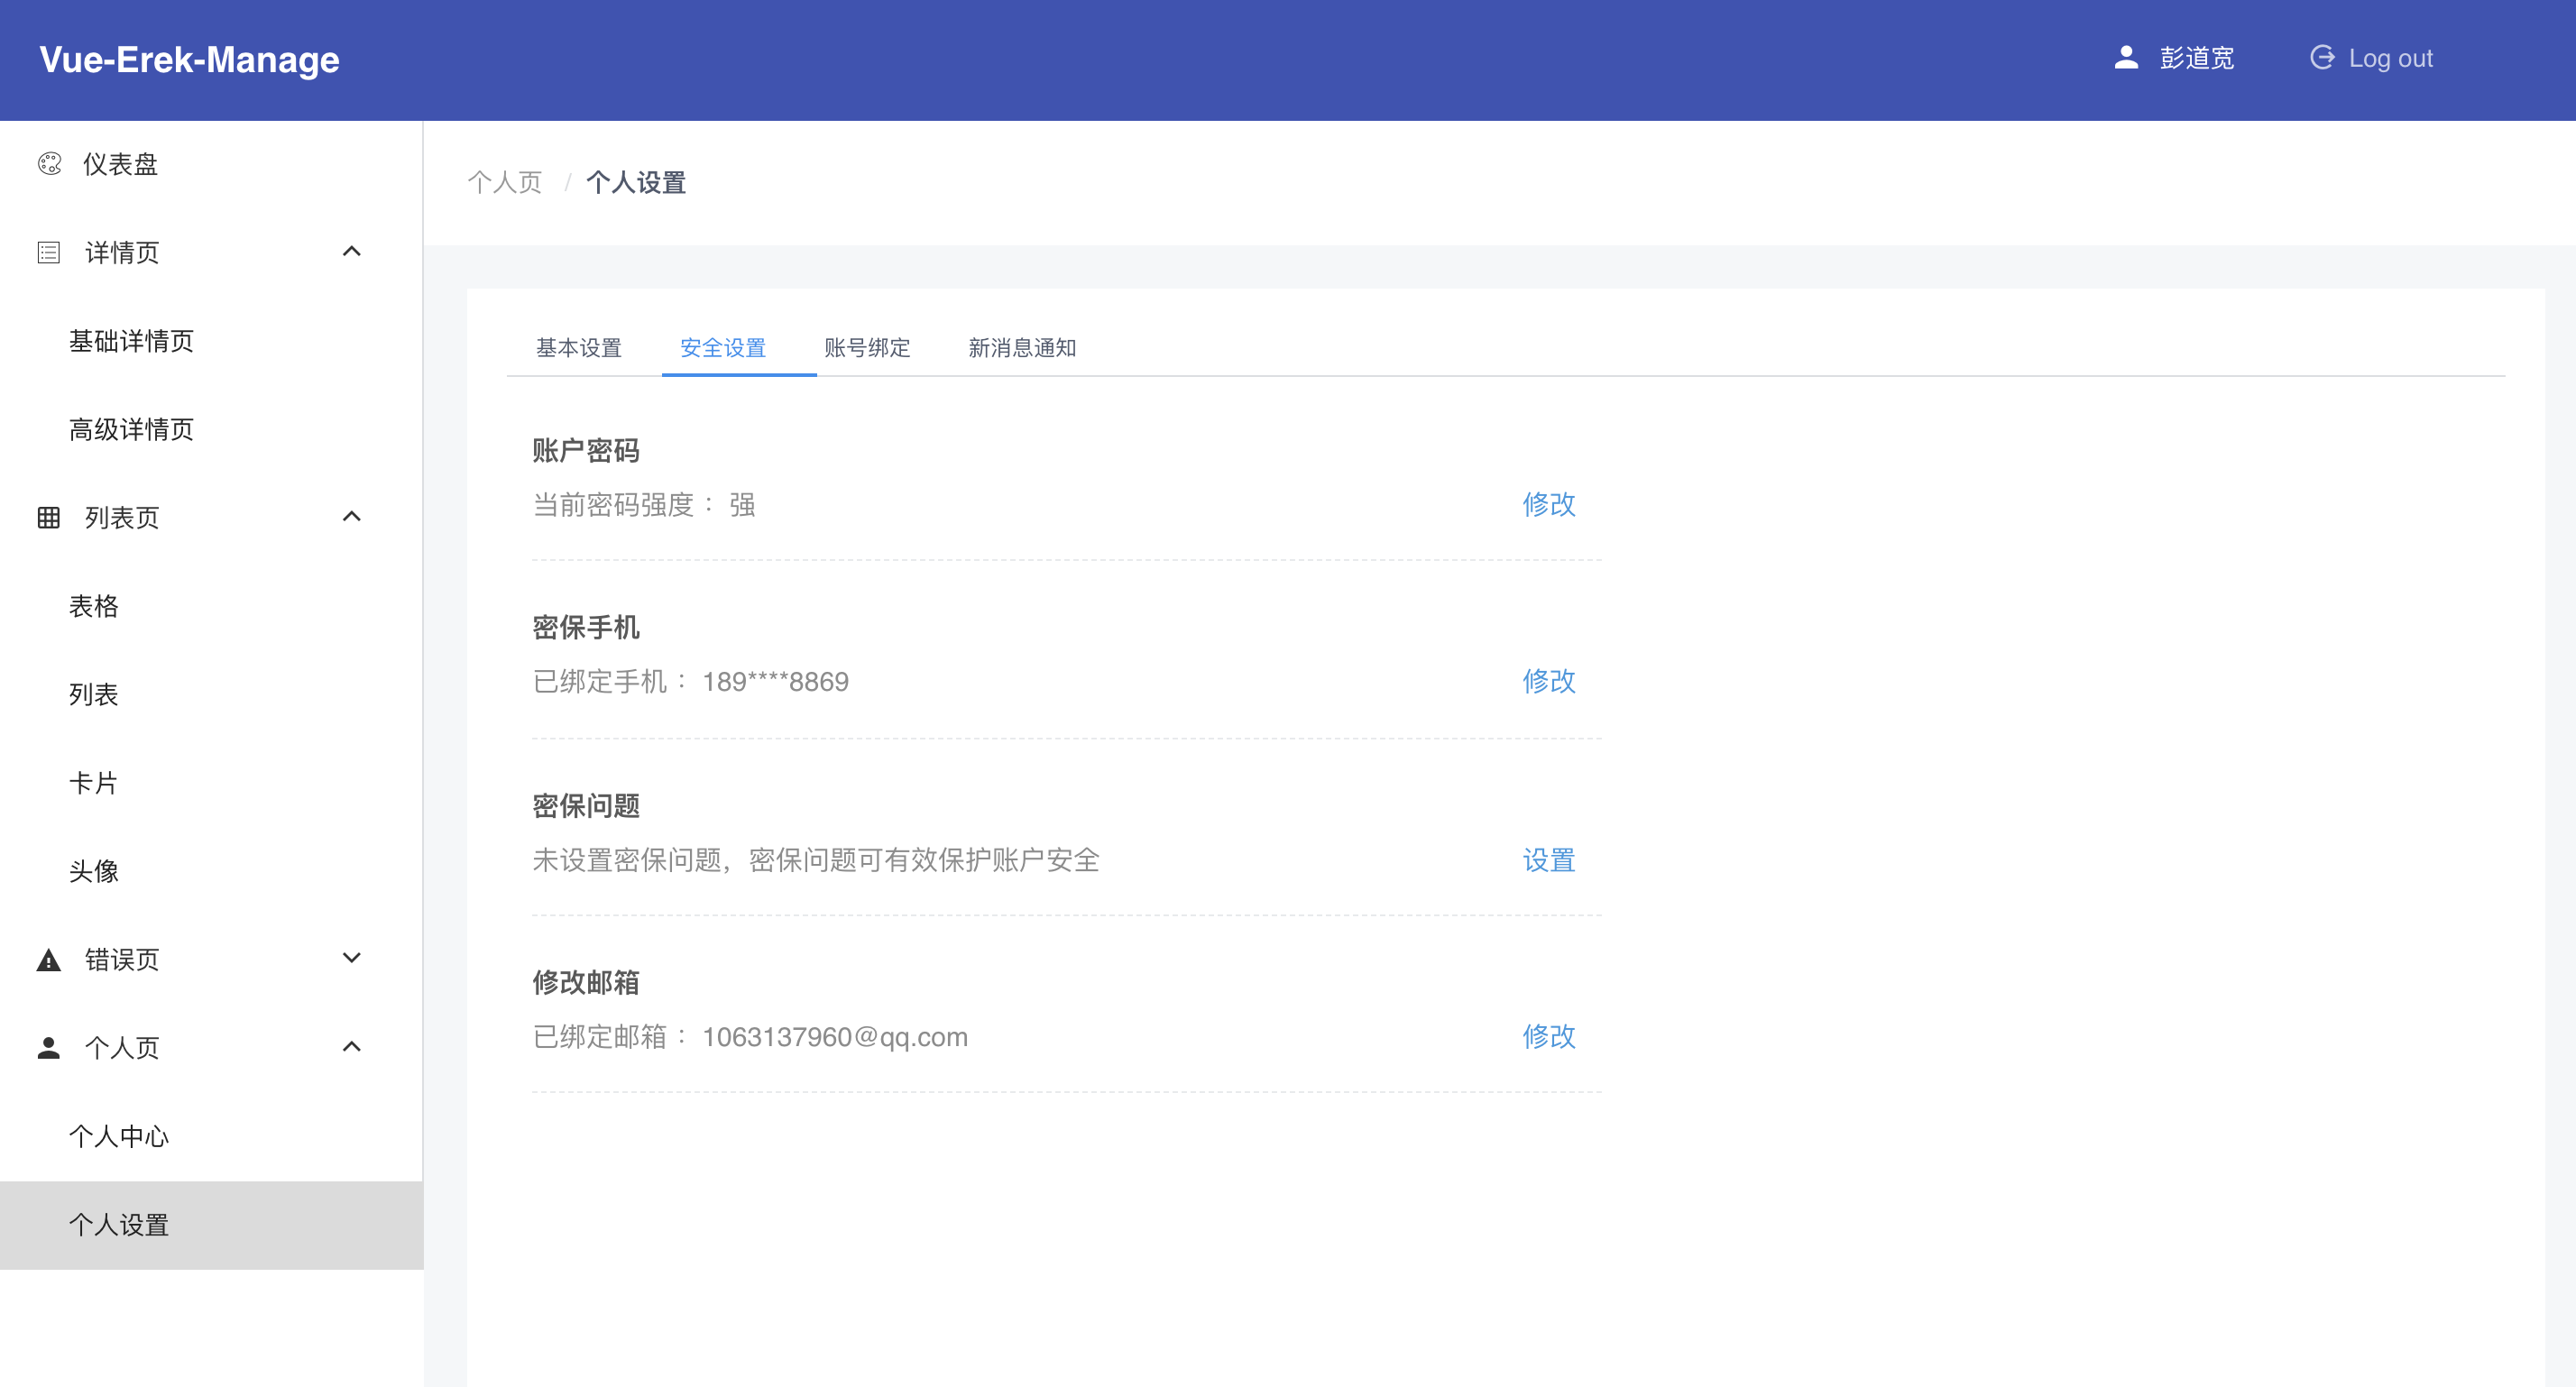 Vue-Erek-Manage
彭道宽
Log out
仪表盘
详情页
基础详情页
高级详情页
列表页
表格
列表
卡片
头像
错误页
个人页
个人中心
个人设置
个人页 / 个人设置
基本设置 安全设置 账号绑定 新消息通知
账户密码
当前密码强度： 强 修改
密保手机
已绑定手机： 189****8869 修改
密保问题
未设置密保问题，密保问题可有效保护账户安全 设置
修改邮箱
已绑定邮箱： 1063137960@qq.com 修改